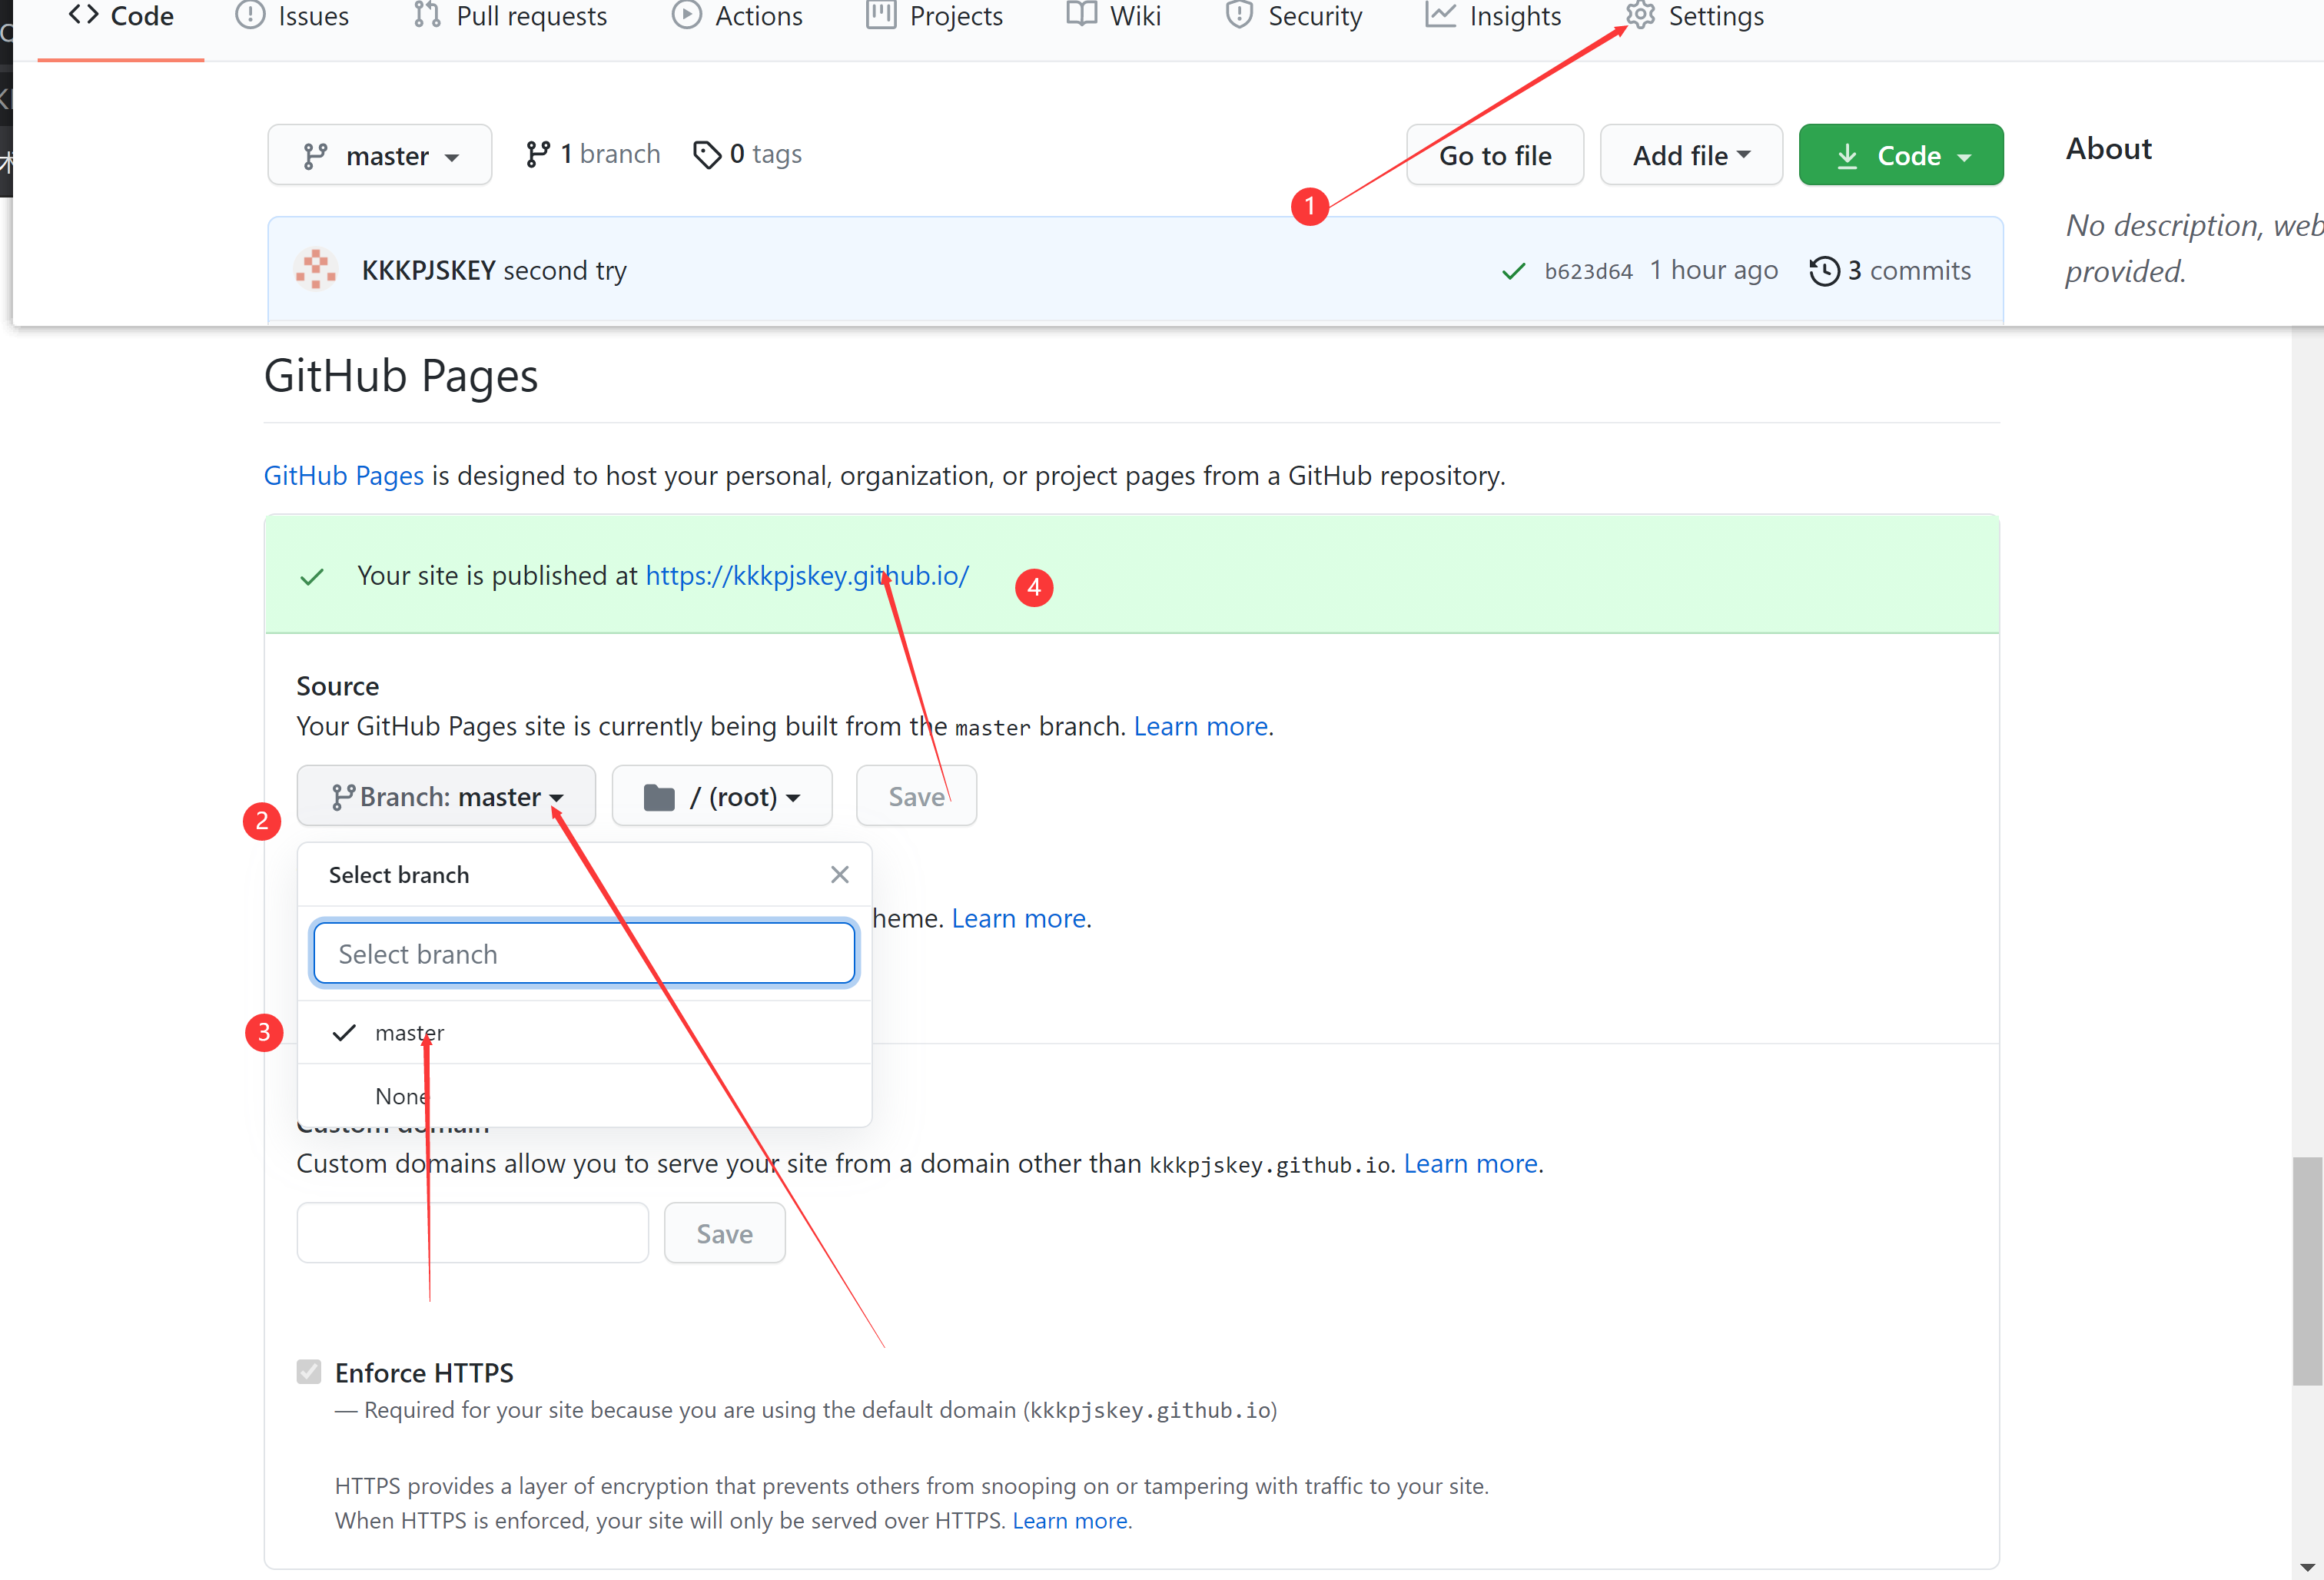 Code Issues Pull requests Actions Projects Wiki Security Insights Settings
master 1 branch 0 tags Go to file Add file Code About
1
No description, web
KKKPJSKEY second try b623d64 1 hour ago 3 commits
provided.
GitHub Pages
GitHub Pages is designed to host your personal, organization, or project pages from a GitHub repository.
Your site is published at https://kkkpjskey.github.io/ 4
Source
Your GitHub Pages site is currently being built from the master branch. Learn more.
2 Branch: master / (root) Save
Select branch
heme. Learn more.
Select branch
3 master
None
Custom domain
Custom domains allow you to serve your site from a domain other than kkkpjskey.github.io. Learn more.
Save
Enforce HTTPS
— Required for your site because you are using the default domain (kkkpjskey.github.io)
HTTPS provides a layer of encryption that prevents others from snooping on or tampering with traffic to your site.
When HTTPS is enforced, your site will only be served over HTTPS. Learn more.